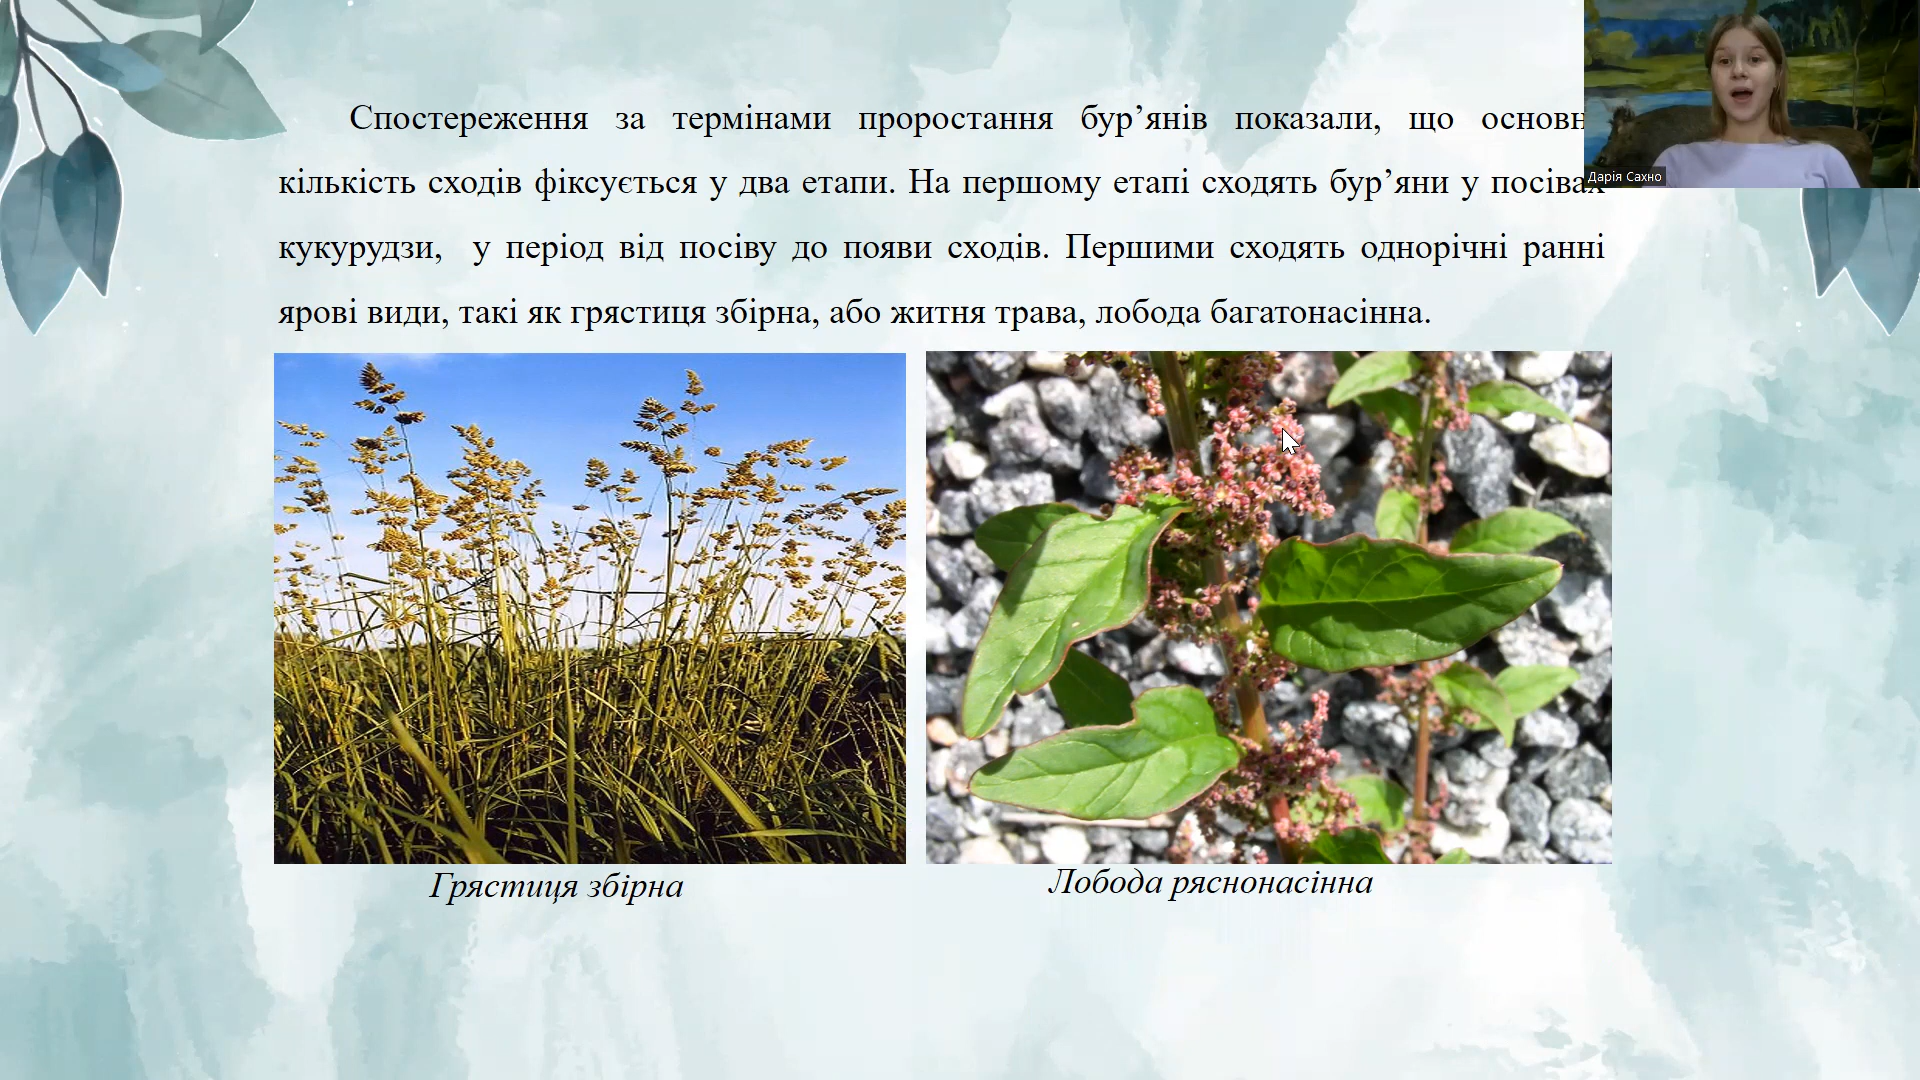 Спостереження за термінами проростання бур’янів показали, що основн
кількість сходів фіксується у два етапи. На першому етапі сходять бур’яни у посівах
кукурудзи, у період від посіву до появи сходів. Першими сходять однорічні ранні
ярові види, такі як грястиця збірна, або житня трава, лобода багатонасінна.
Дарія Сахно
Грястиця збірна
Лобода ряснонасінна